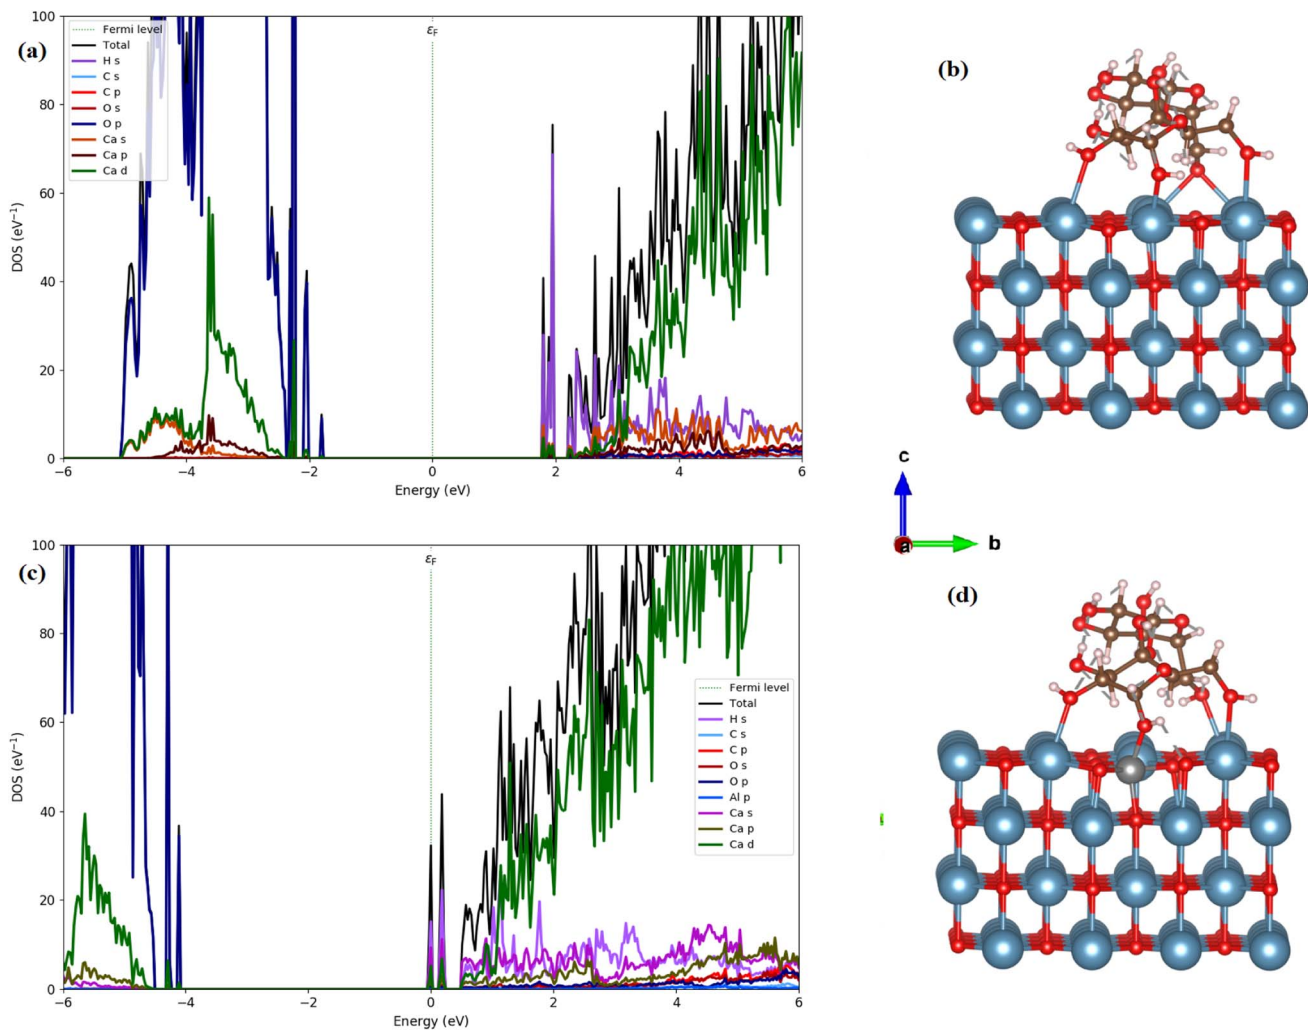 (a)
100
80
60
40
20
0
DOS (eV⁻¹)
Fermi level
Total
H s
C s
C p
O s
O p
Ca s
Ca p
Ca d
εF
−6 −4 −2 0 2 4 6
Energy (eV)
(b)
c
a b
(c)
100
80
60
40
20
0
DOS (eV⁻¹)
εF
Fermi level
Total
H s
C s
C p
O s
O p
Al p
Ca s
Ca p
Ca d
−6 −4 −2 0 2 4 6
Energy (eV)
(d)